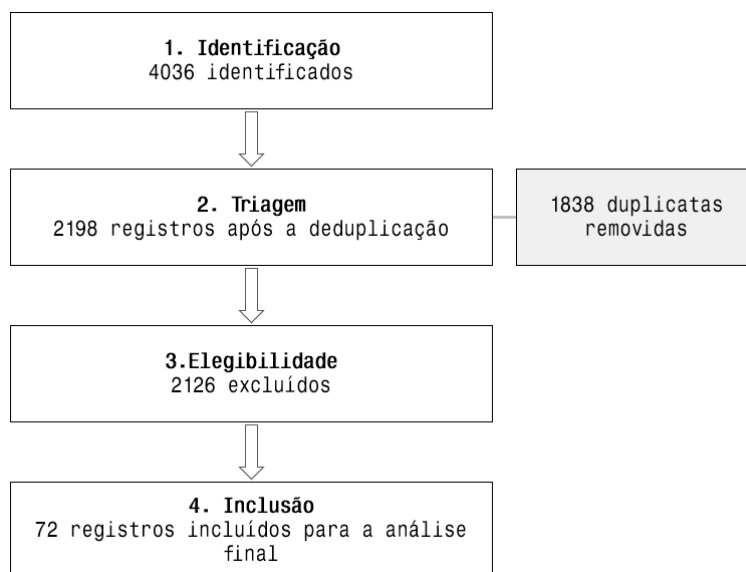 1. Identificação
4036 identificados
2. Triagem
2198 registros após a deduplicação
1838 duplicatas
removidas
3.Elegibilidade
2126 excluídos
4. Inclusão
72 registros incluídos para a análise
final